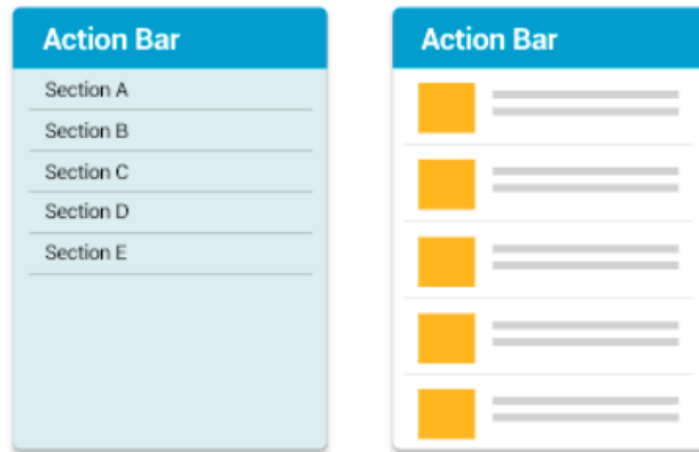 Action Bar
Section A
Section B
Section C
Section D
Section E
Action Bar